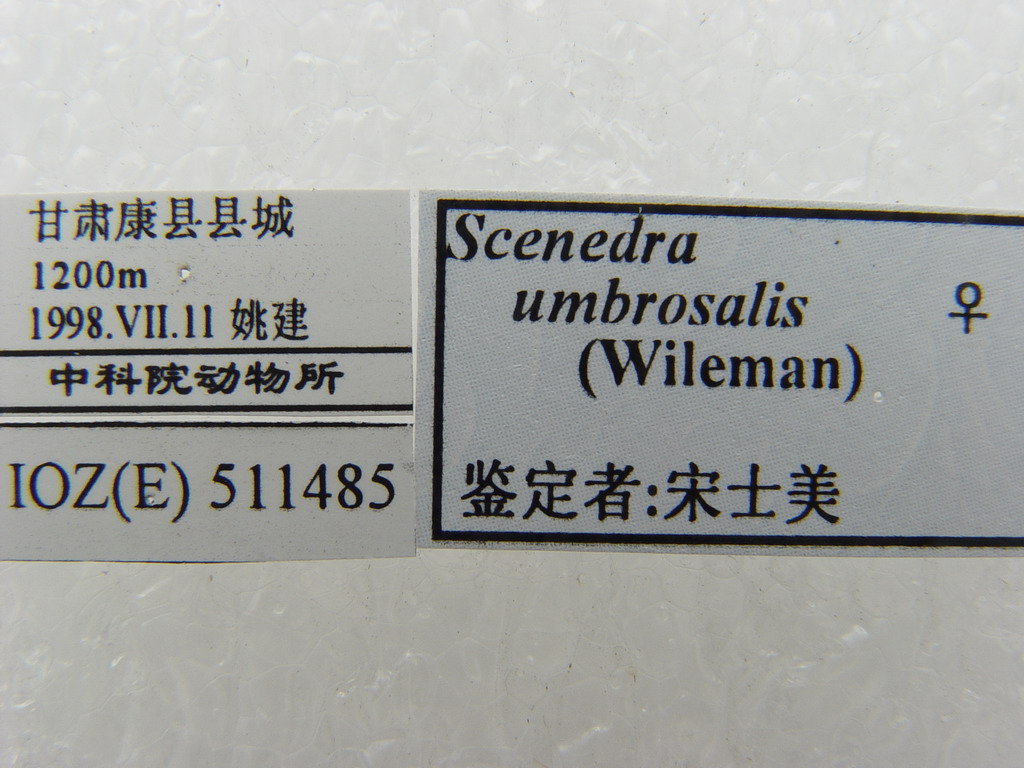 甘肃康县县城
1200m
1998.VII.11 姚建
中科院动物所
IOZ(E) 511485
Scenedra
umbrosalis ♀
(Wileman)
鉴定者:宋士美